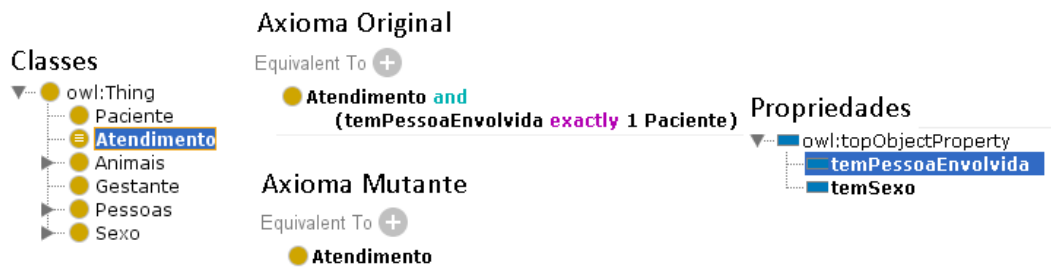 Classes
owl:Thing
Paciente
Atendimento
Animais
Gestante
Pessoas
Sexo
Axioma Original
Equivalent To
Atendimento and
(temPessoaEnvolvida exactly 1 Paciente)
Axioma Mutante
Equivalent To
Atendimento
Propriedades
owl:topObjectProperty
temPessoaEnvolvida
temSexo